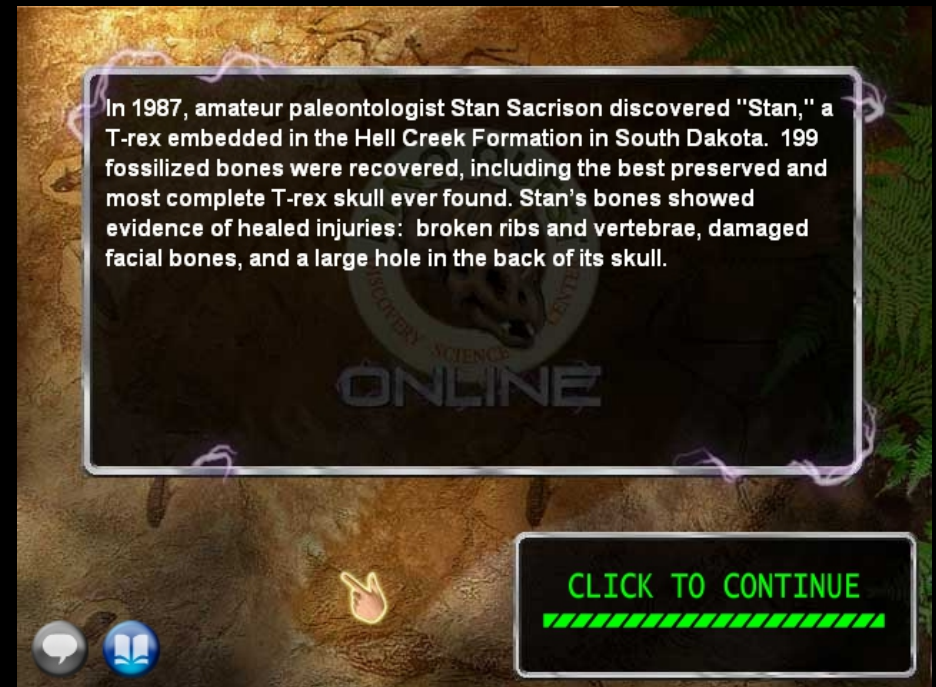 In 1987, amateur paleontologist Stan Sacrison discovered "Stan," a
T-rex embedded in the Hell Creek Formation in South Dakota.  199
fossilized bones were recovered, including the best preserved and
most complete T-rex skull ever found. Stan's bones showed
evidence of healed injuries:  broken ribs and vertebrae, damaged
facial bones, and a large hole in the back of its skull.
DISCOVERY SCIENCE CENTER
ONLINE
CLICK TO CONTINUE